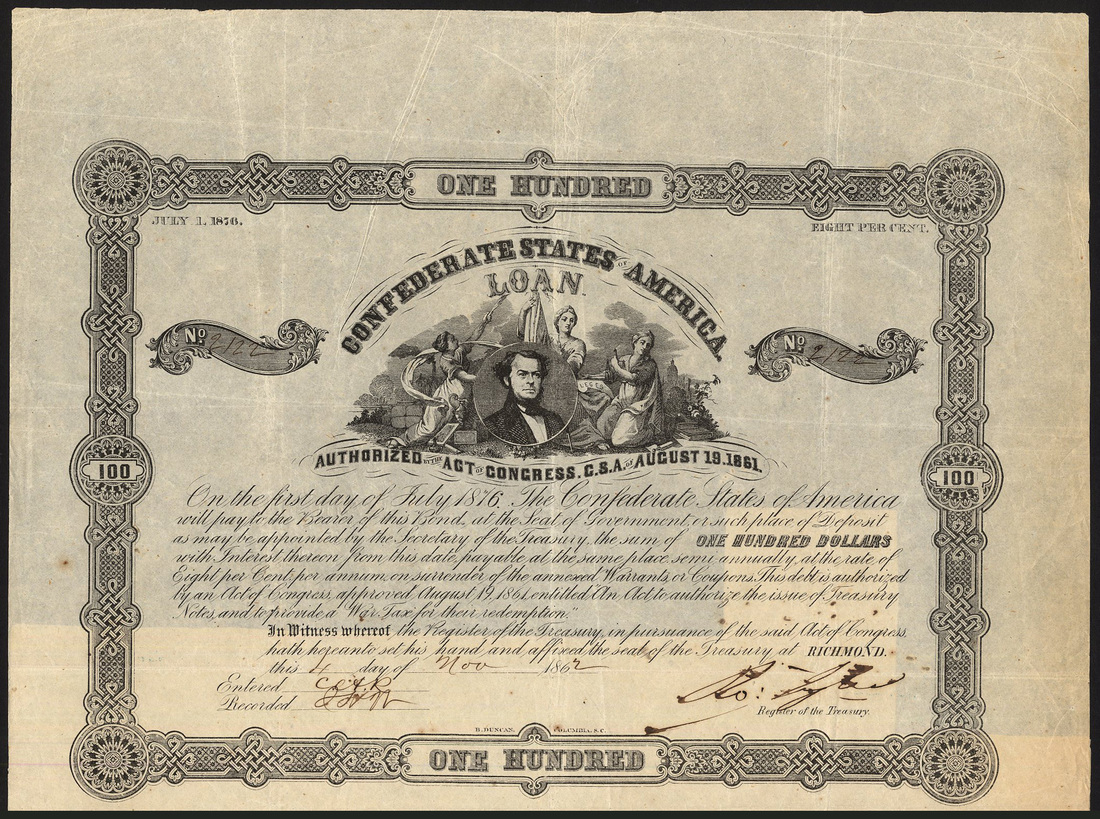 ONE HUNDRED
JULY 1, 1876.
EIGHT PER CENT.
CONFEDERATE STATES OF AMERICA.
LOAN.
No. 2122
No. 2122
AUTHORIZED BY THE ACT OF CONGRESS. C.S.A. OF AUGUST 19. 1861.
100
100
On the first day of July 1876, The Confederate States of America
will pay to the Bearer of this Bond, at the Seat of Government, or such place of Deposit
as may be appointed by the Secretary of the Treasury, the sum of ONE HUNDRED DOLLARS
with Interest thereon from this date, payable at the same place semi annually, at the rate of
Eight per Cent, per annum, on surrender of the annexed Warrants, or Coupons. This debt is authorized
by an Act of Congress, approved August 19, 1861, entitled "An Act to authorize the issue of Treasury
Notes, and to provide a War Tax for their redemption."
In Witness whereof the Register of the Treasury, in pursuance of the said Act of Congress,
hath hereunto set his hand, and affixed the seal of the Treasury at RICHMOND.
this 4 day of Nov 1862
Entered
Recorded
Ro: Tyler
Register of the Treasury.
B. DUNCAN. COLUMBIA. S.C.
ONE HUNDRED